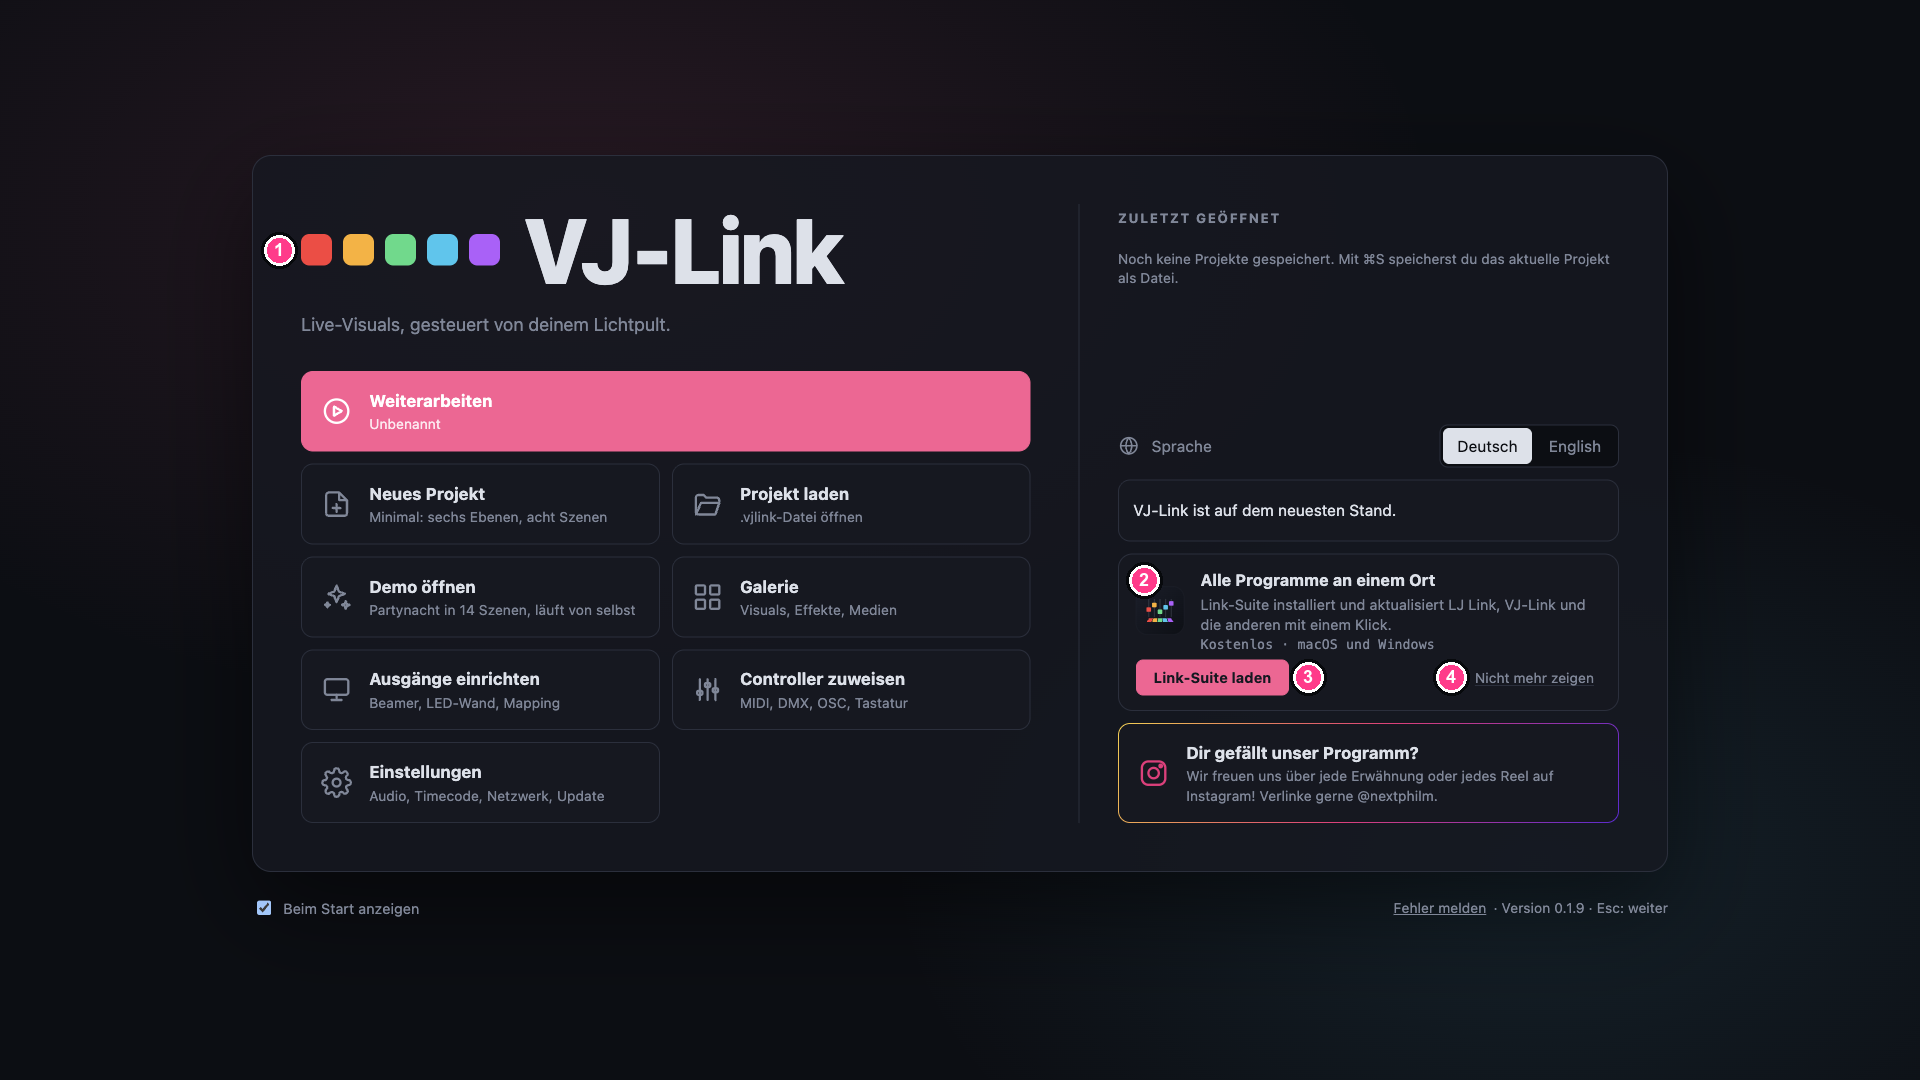 1
VJ-Link
Live-Visuals, gesteuert von deinem Lichtpult.
Weiterarbeiten
Unbenannt
Neues Projekt
Minimal: sechs Ebenen, acht Szenen
Projekt laden
.vjlink-Datei öffnen
Demo öffnen
Partynacht in 14 Szenen, läuft von selbst
Galerie
Visuals, Effekte, Medien
Ausgänge einrichten
Beamer, LED-Wand, Mapping
Controller zuweisen
MIDI, DMX, OSC, Tastatur
Einstellungen
Audio, Timecode, Netzwerk, Update
ZULETZT GEÖFFNET
Noch keine Projekte gespeichert. Mit ⌘S speicherst du das aktuelle Projekt
als Datei.
Sprache
Deutsch
English
VJ-Link ist auf dem neuesten Stand.
2
Alle Programme an einem Ort
Link-Suite installiert und aktualisiert LJ Link, VJ-Link und
die anderen mit einem Klick.
Kostenlos · macOS und Windows
Link-Suite laden
3
4
Nicht mehr zeigen
Dir gefällt unser Programm?
Wir freuen uns über jede Erwähnung oder jedes Reel auf
Instagram! Verlinke gerne @nextphilm.
Beim Start anzeigen
Fehler melden · Version 0.1.9 · Esc: weiter